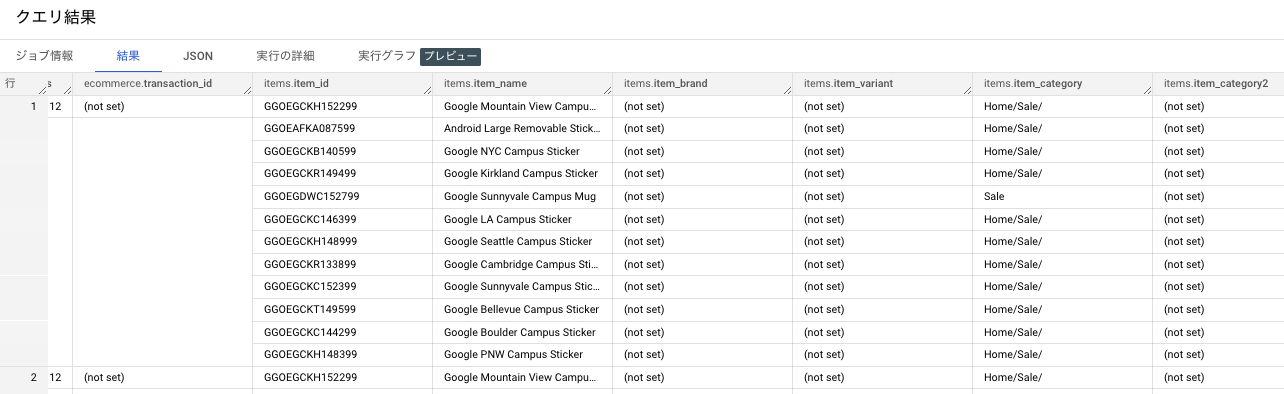 クエリ結果
ジョブ情報 結果 JSON 実行の詳細 実行グラフ プレビュー
行 s ecommerce.transaction_id items.item_id items.item_name items.item_brand items.item_variant items.item_category items.item_category2
1 12 (not set) GGOEGCKH152299 Google Mountain View Campu... (not set) (not set) Home/Sale/ (not set)
GGOEAFKA087599 Android Large Removable Stick... (not set) (not set) Home/Sale/ (not set)
GGOEGCKB140599 Google NYC Campus Sticker (not set) (not set) Home/Sale/ (not set)
GGOEGCKR149499 Google Kirkland Campus Sticker (not set) (not set) Home/Sale/ (not set)
GGOEGDWC152799 Google Sunnyvale Campus Mug (not set) (not set) Sale (not set)
GGOEGCKC146399 Google LA Campus Sticker (not set) (not set) Home/Sale/ (not set)
GGOEGCKH148999 Google Seattle Campus Sticker (not set) (not set) Home/Sale/ (not set)
GGOEGCKR133899 Google Cambridge Campus Sti... (not set) (not set) Home/Sale/ (not set)
GGOEGCKC152399 Google Sunnyvale Campus Stic... (not set) (not set) Home/Sale/ (not set)
GGOEGCKT149599 Google Bellevue Campus Sticker (not set) (not set) Home/Sale/ (not set)
GGOEGCKC144299 Google Boulder Campus Sticker (not set) (not set) Home/Sale/ (not set)
GGOEGCKH148399 Google PNW Campus Sticker (not set) (not set) Home/Sale/ (not set)
2 12 (not set) GGOEGCKH152299 Google Mountain View Campu... (not set) (not set) Home/Sale/ (not set)